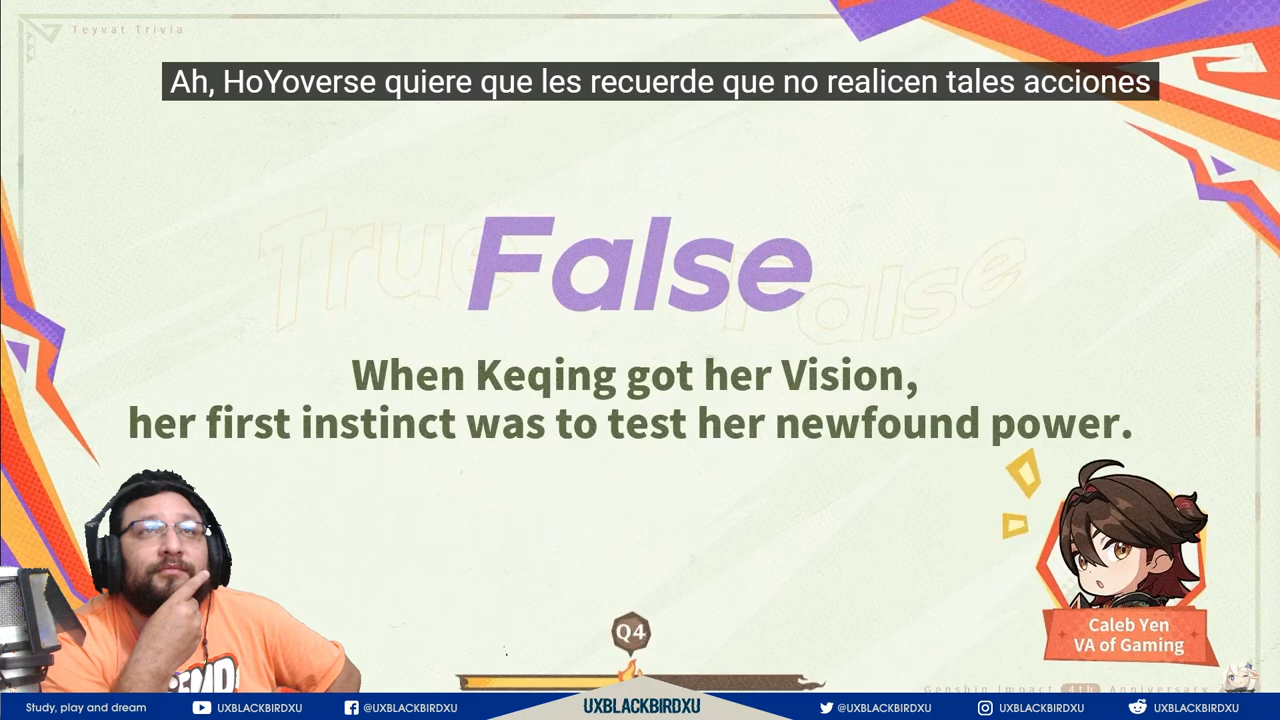 Teyvat Trivia
Ah, HoYoverse quiere que les recuerde que no realicen tales acciones
True
False
False
When Keqing got her Vision,
her first instinct was to test her newfound power.
Caleb Yen
VA of Gaming
Q4
Genshin Impact 4th Anniversary
Study, play and dream
UXBLACKBIRDXU
@UXBLACKBIRDXU
UXBLACKBIRDXU
@UXBLACKBIRDXU
UXBLACKBIRDXU
UXBLACKBIRDXU